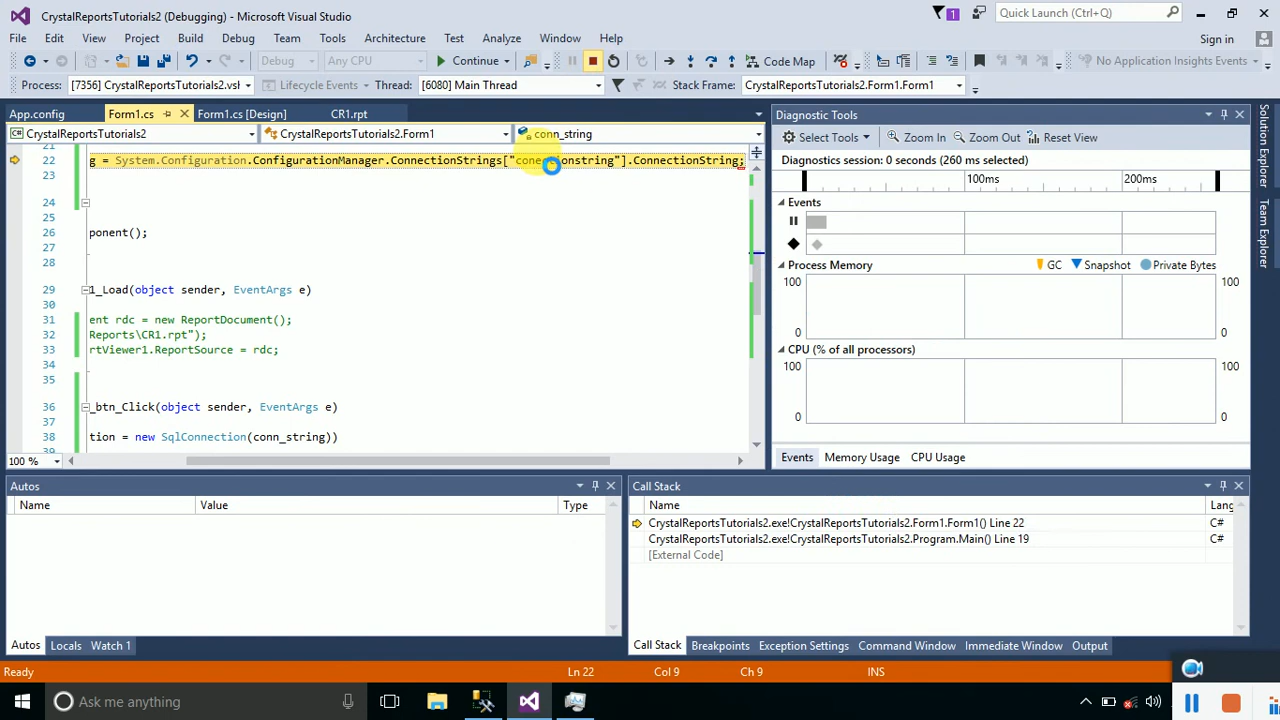 CrystalReportsTutorials2 (Debugging) - Microsoft Visual Studio
1
Quick Launch (Ctrl+Q)
File Edit View Project Build Debug Team Tools Architecture Test Analyze Window Help
Sign in
Debug Any CPU Continue Code Map No Application Insights Events
Process: [7356] CrystalReportsTutorials2.vsl Lifecycle Events Thread: [6080] Main Thread Stack Frame: CrystalReportsTutorials2.Form1.Form1
App.config Form1.cs Form1.cs [Design] CR1.rpt
CrystalReportsTutorials2 CrystalReportsTutorials2.Form1 conn_string
21
22 g = System.Configuration.ConfigurationManager.ConnectionStrings[" "].ConnectionString;
23
24
25
26 ponent();
27
28
29 1_Load(object sender, EventArgs e)
30
31 ent rdc = new ReportDocument();
32 Reports\CR1.rpt");
33 rtViewer1.ReportSource = rdc;
34
35
36 _btn_Click(object sender, EventArgs e)
37
38 tion = new SqlConnection(conn_string))
39
100 %
Diagnostic Tools
Select Tools Zoom In Zoom Out Reset View
Diagnostics session: 0 seconds (260 ms selected)
100ms 200ms
Events
Process Memory GC Snapshot Private Bytes
100 100
0 0
CPU (% of all processors)
100 100
0 0
Events Memory Usage CPU Usage
Solution Explorer
Team Explorer
Autos
Name Value Type
Autos Locals Watch 1
Call Stack
Name Lang
CrystalReportsTutorials2.exe!CrystalReportsTutorials2.Form1.Form1() Line 22 C#
CrystalReportsTutorials2.exe!CrystalReportsTutorials2.Program.Main() Line 19 C#
[External Code]
Call Stack Breakpoints Exception Settings Command Window Immediate Window Output
Ready Ln 22 Col 9 Ch 9 INS
Ask me anything